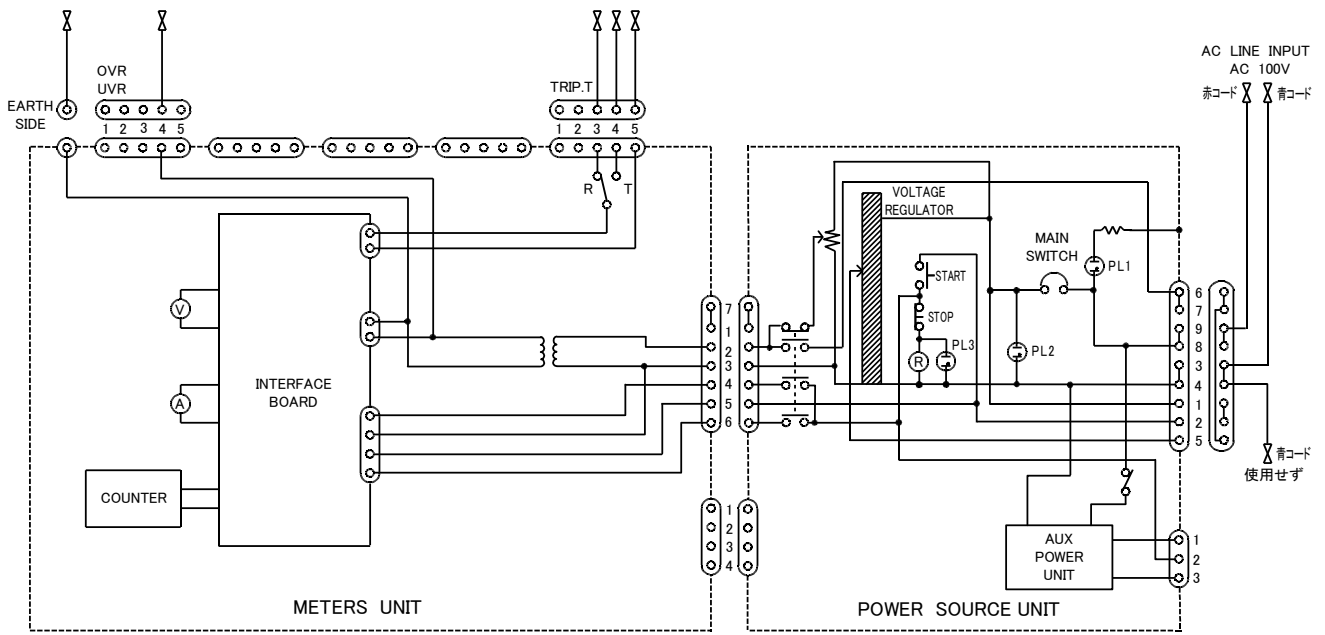 AC LINE INPUT
AC 100V
赤コード 青コード
OVR
UVR
TRIP.T
EARTH
SIDE
1 2 3 4 5
1 2 3 4 5
R T
VOLTAGE
REGULATOR
MAIN
SWITCH
PL1
START
STOP
PL3
R
PL2
V
A
INTERFACE
BOARD
COUNTER
7
1
2
3
4
5
6
1
2
3
4
6
7
9
8
3
4
1
2
5
青コード
使用せず
AUX
POWER
UNIT
1
2
3
METERS UNIT
POWER SOURCE UNIT